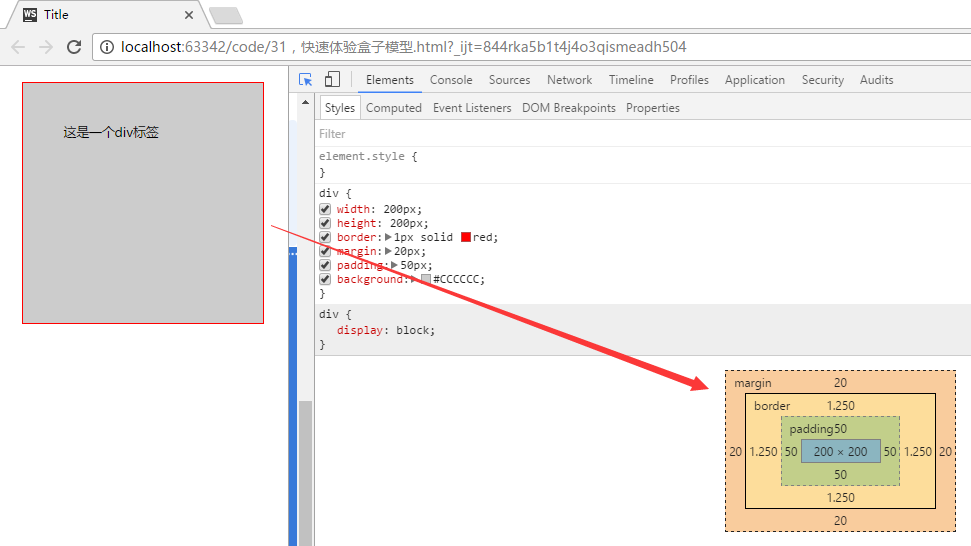 WS Title
localhost:63342/code/31，快速体验盒子模型.html?_ijt=844rka5b1t4j4o3qismeadh504
这是一个div标签
Elements Console Sources Network Timeline Profiles Application Security Audits
Styles Computed Event Listeners DOM Breakpoints Properties
Filter
element.style {
}
div {
width: 200px;
height: 200px;
border: 1px solid red;
margin: 20px;
padding: 50px;
background: #CCCCCC;
}
div {
display: block;
}
margin 20
border 1.250
padding50
20 1.250 50 200 × 200 50 1.250 20
50
1.250
20